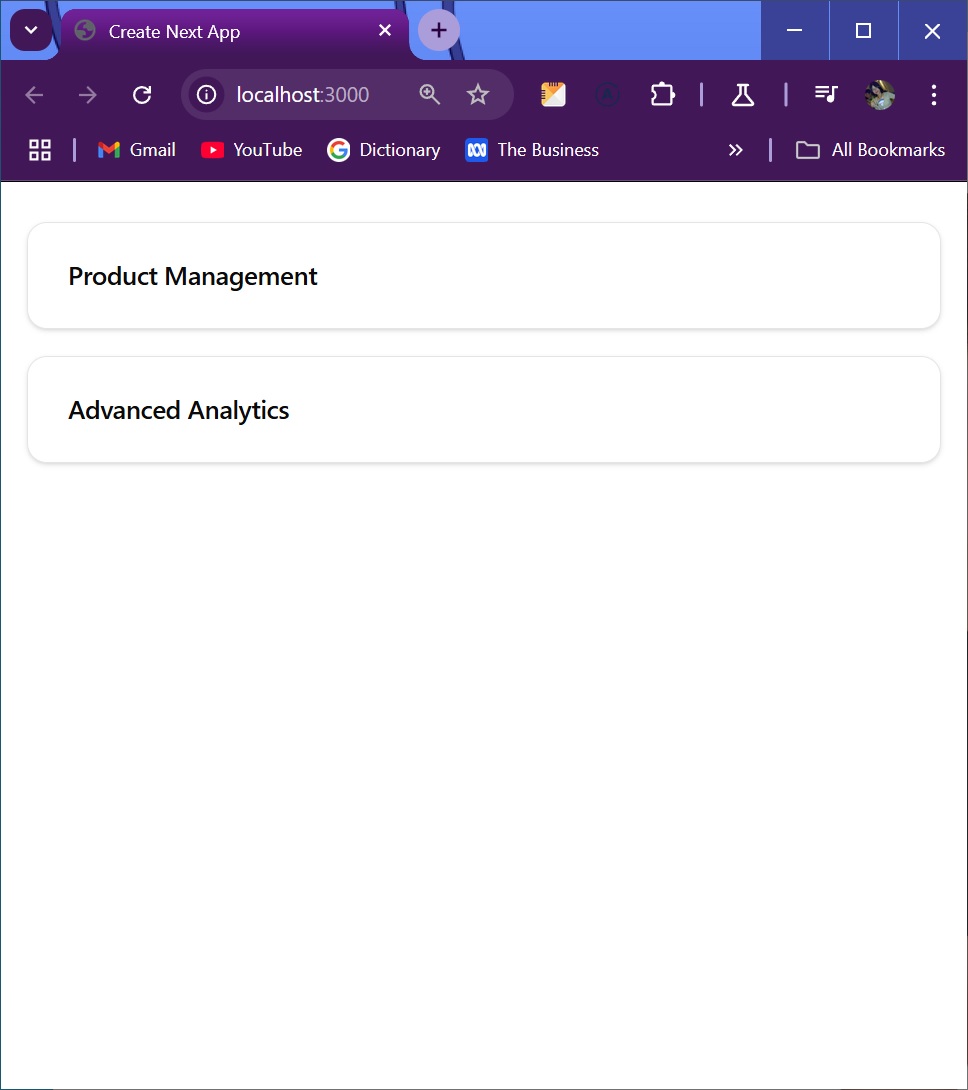 Create Next App
localhost:3000
Gmail
YouTube
Dictionary
The Business
All Bookmarks
Product Management
Advanced Analytics